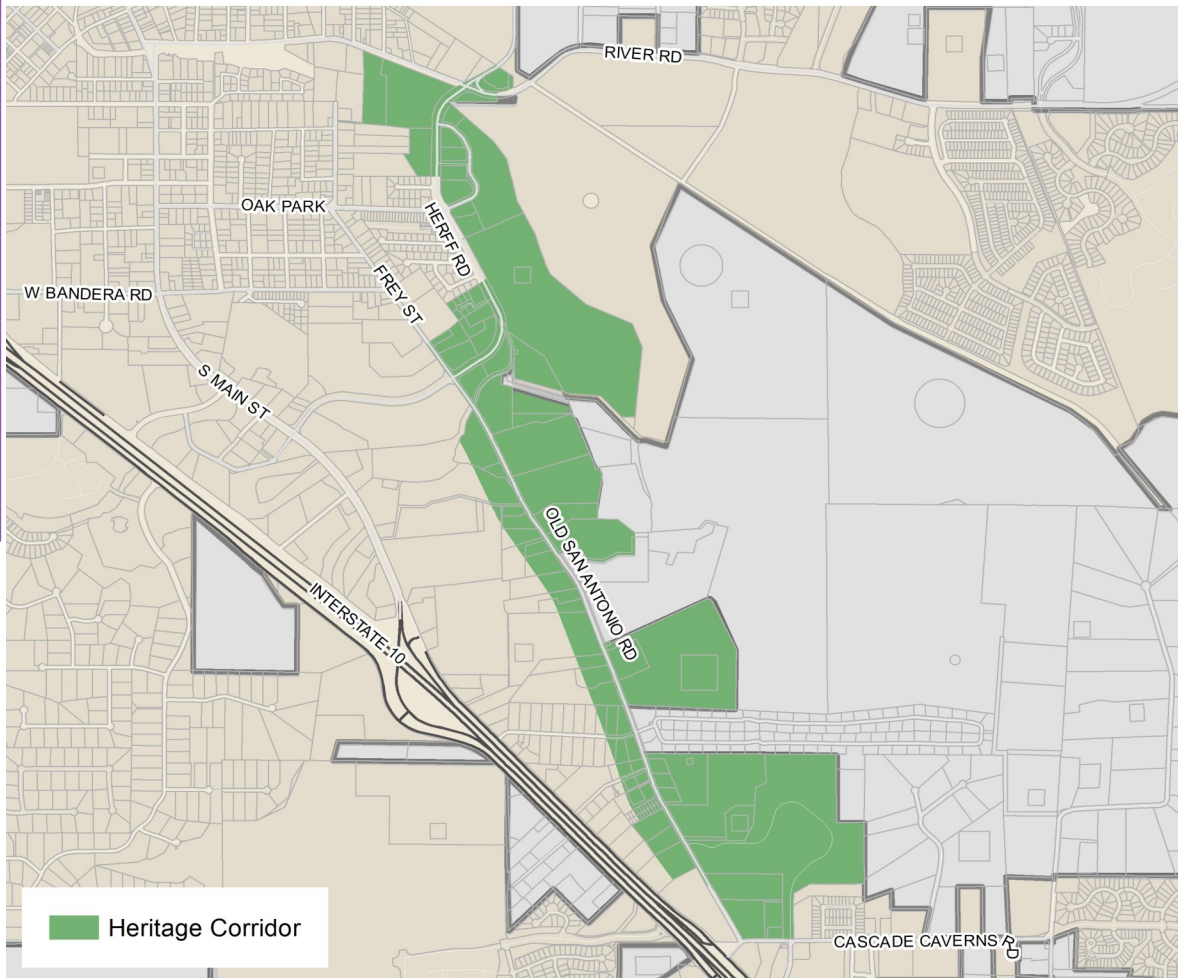 RIVER RD
OAK PARK
HERFF RD
FREY ST
W BANDERA RD
S MAIN ST
OLD SAN ANTONIO RD
INTERSTATE 10
Heritage Corridor
CASCADE CAVERNS RD